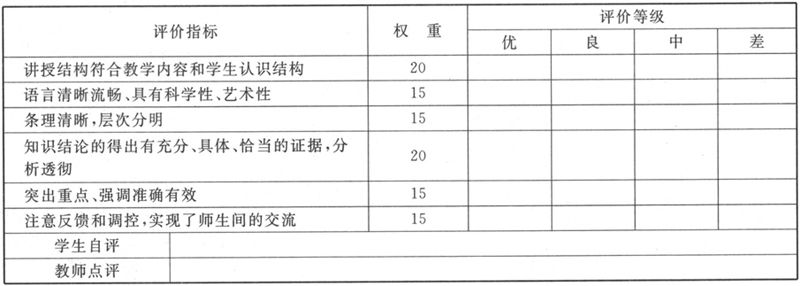 评价指标 权重 评价等级
优 良 中 差
讲授结构符合教学内容和学生认识结构 20
语言清晰流畅、具有科学性、艺术性 15
条理清晰,层次分明 15
知识结论的得出有充分、具体、恰当的证据,分
析透彻 20
突出重点、强调准确有效 15
注意反馈和调控,实现了师生间的交流 15
学生自评
教师点评